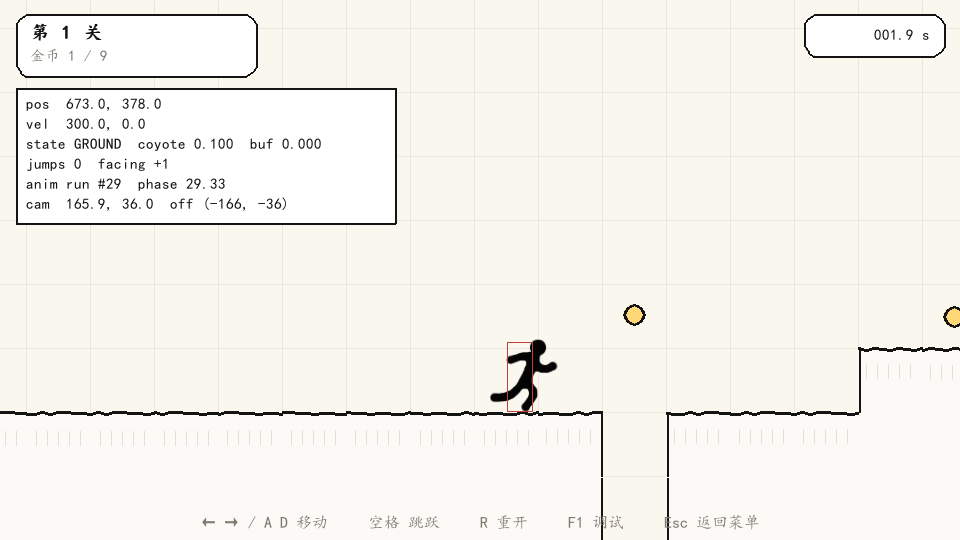 第 1 关
金币 1 / 9
001.9 s
pos  673.0, 378.0
vel  300.0, 0.0
state GROUND  coyote 0.100  buf 0.000
jumps 0  facing +1
anim run #29  phase 29.33
cam  165.9, 36.0  off (-166, -36)
← → / A D 移动  空格 跳跃  R 重开  F1 调试  Esc 返回菜单